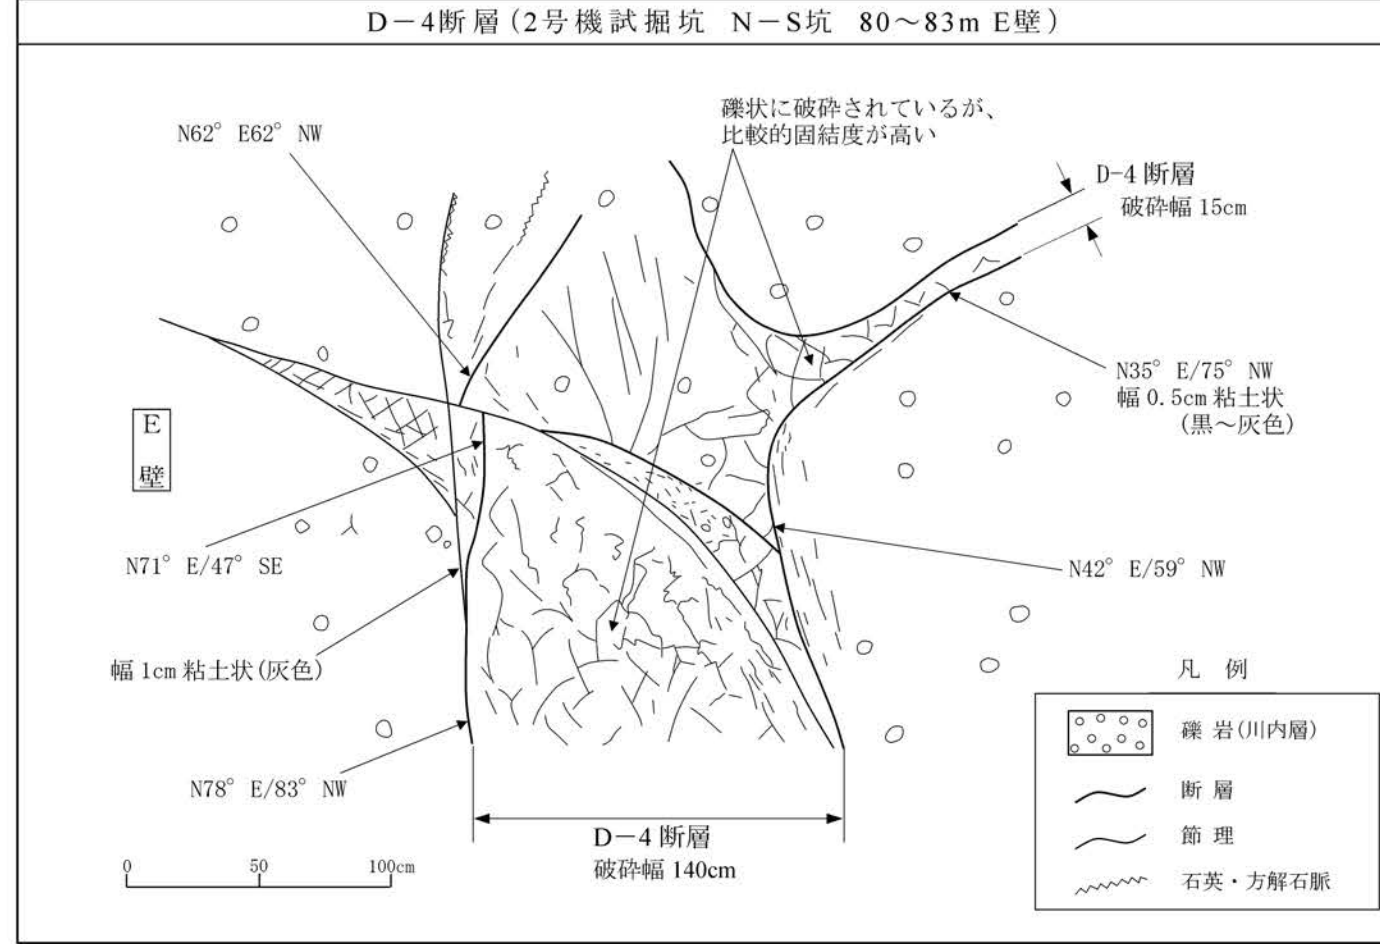 D－4断層(2号機試掘坑 N－S坑 80～83m E壁)
N62° E62° NW
礫状に破砕されているが、
比較的固結度が高い
D-4 断層
破砕幅 15cm
N35° E/75° NW
幅 0.5cm 粘土状
(黒～灰色)
E
壁
N71° E/47° SE
N42° E/59° NW
幅 1cm 粘土状(灰色)
N78° E/83° NW
D－4 断層
破砕幅 140cm
0 50 100cm
凡 例
礫 岩(川内層)
断 層
節 理
石英・方解石脈